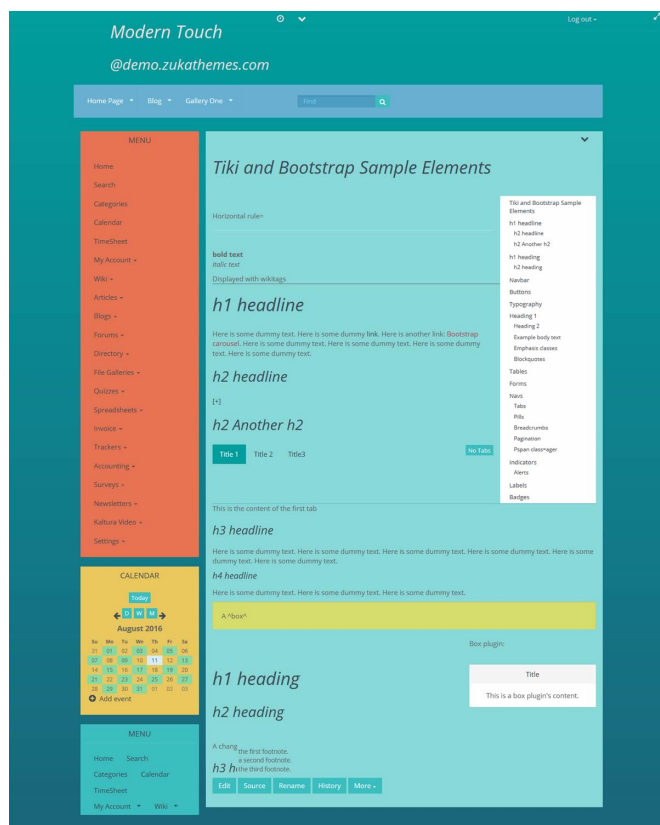 Modern Touch
Log out
@demo.zukathemes.com
Home Page
Blog
Gallery One
Find
MENU
Home
Search
Categories
Calendar
TimeSheet
My Account
Wiki
Articles
Blogs
Forums
Directory
File Galleries
Quizzes
Spreadsheets
Invoice
Trackers
Accounting
Surveys
Newsletters
Kaltura Video
Settings
CALENDAR
Today
D W M
August 2016
Su Mo Tu We Th Fr Sa
31 01 02 03 04 05 06
07 08 09 10 11 12 13
14 15 16 17 18 19 20
21 22 23 24 25 26 27
28 29 30 31 01 02 03
Add event
MENU
Home Search
Categories Calendar
TimeSheet
My Account Wiki
Tiki and Bootstrap Sample Elements
Horizontal rule=
bold text
italic text
Displayed with wikitags
h1 headline
Here is some dummy text. Here is some dummy link. Here is another link: Bootstrap
carousel. Here is some dummy text. Here is some dummy text. Here is some dummy
text. Here is some dummy text.
h2 headline
[+]
h2 Another h2
Title 1 Title 2 Title3
No Tabs
This is the content of the first tab
Tiki and Bootstrap Sample
Elements
h1 headline
h2 headline
h2 Another h2
h1 heading
h2 heading
Navbar
Buttons
Typography
Heading 1
Heading 2
Example body text
Emphasis classes
Blockquotes
Tables
Forms
Navs
Tabs
Pills
Breadcrumbs
Pagination
Pspan class=ager
Indicators
Alerts
Labels
Badges
h3 headline
Here is some dummy text. Here is some dummy text. Here is some dummy text. Here is some dummy text. Here is some
dummy text. Here is some dummy text.
h4 headline
Here is some dummy text. Here is some dummy text. Here is some dummy text. Here is some dummy text.
A ^box^
Box plugin:
Title
This is a box plugin's content.
h1 heading
h2 heading
A chang
the first footnote.
a second footnote.
h3 h
the third footnote.
Edit Source Rename History More